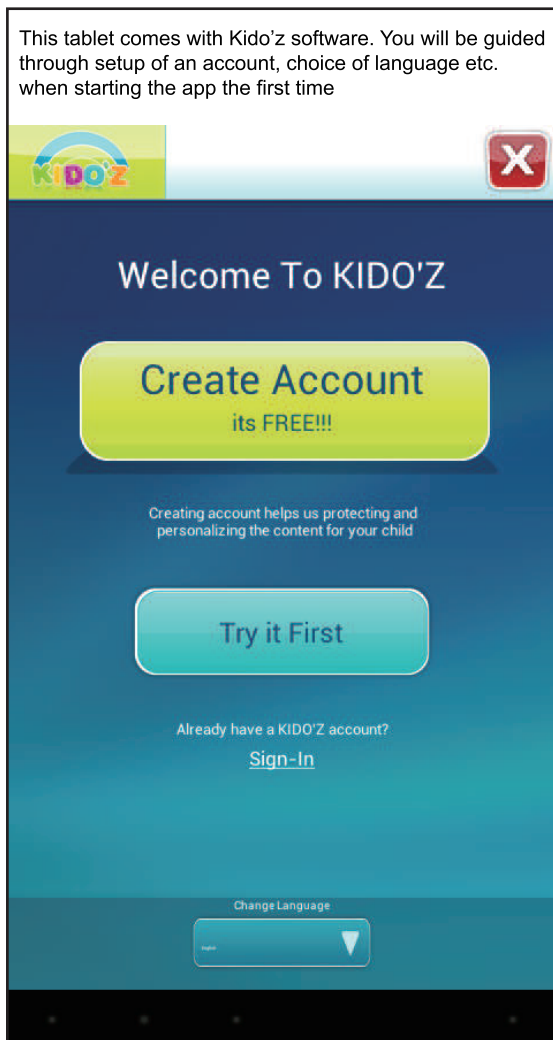 This tablet comes with Kido’z software. You will be guided
through setup of an account, choice of language etc.
when starting the app the first time
KIDO'Z
X
Welcome To KIDO'Z
Create Account
its FREE!!!
Creating account helps us protecting and
personalizing the content for your child
Try it First
Already have a KIDO'Z account?
Sign-In
Change Language
English